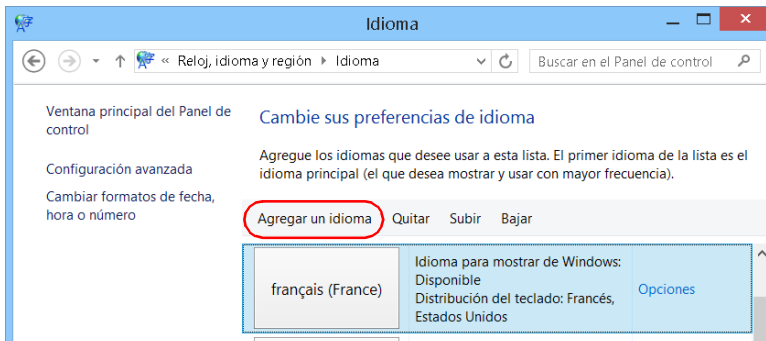 Idioma
« Reloj, idioma y región ▸ Idioma
Buscar en el Panel de control
Ventana principal del Panel de
control
Configuración avanzada
Cambiar formatos de fecha,
hora o número
Cambie sus preferencias de idioma
Agregue los idiomas que desee usar a esta lista. El primer idioma de la lista es el
idioma principal (el que desea mostrar y usar con mayor frecuencia).
Agregar un idioma Quitar Subir Bajar
français (France)
Idioma para mostrar de Windows:
Disponible
Distribución del teclado: Francés,
Estados Unidos
Opciones